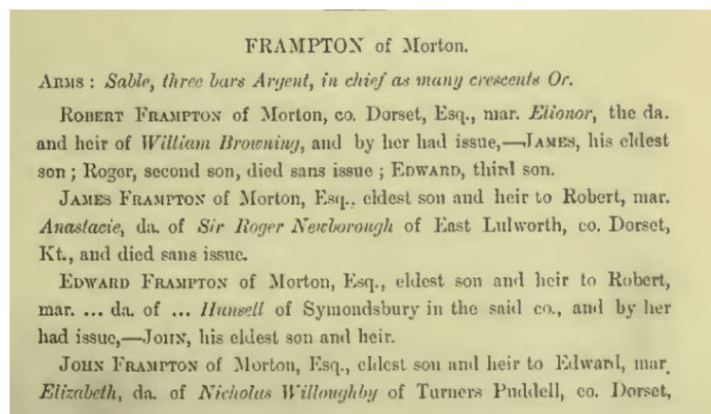 FRAMPTON of Morton.
ARMS : Sable, three bars Argent, in chief as many crescents Or.
ROBERT FRAMPTON of Morton, co. Dorset, Esq., mar. Elionor, the da.
and heir of William Browning, and by her had issue,—JAMES, his eldest
son ; Roger, second son, died sans issue ; EDWARD, third son.
JAMES FRAMPTON of Morton, Esq., eldest son and heir to Robert, mar.
Anastacie, da. of Sir Roger Newborough of East Lulworth, co. Dorset,
Kt., and died sans issue.
EDWARD FRAMPTON of Morton, Esq., eldest son and heir to Robert,
mar. ... da. of ... Hunsell of Symondsbury in the said co., and by her
had issue,—JOHN, his eldest son and heir.
JOHN FRAMPTON of Morton, Esq., eldest son and heir to Edward, mar.
Elizabeth, da. of Nicholus Willoughby of Turners Puddell, co. Dorset,